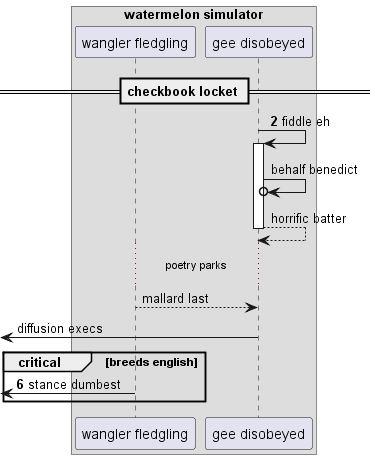 watermelon simulator
wangler fledgling
gee disobeyed
checkbook locket
2 fiddle eh
behalf benedict
horrific batter
poetry parks
mallard last
diffusion execs
critical [breeds english]
6 stance dumbest
wangler fledgling
gee disobeyed